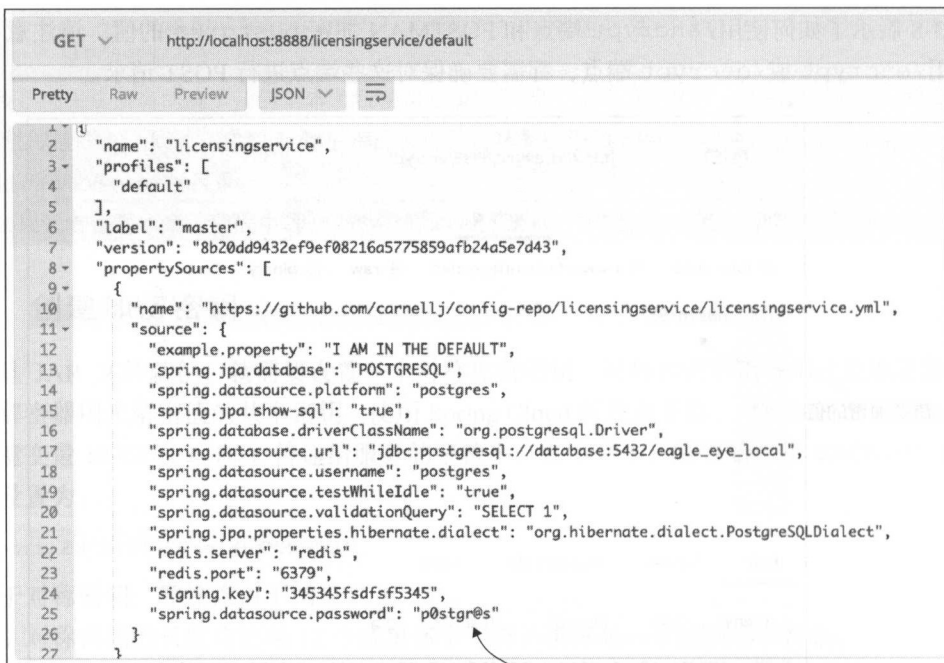 GET http://localhost:8888/licensingservice/default
Pretty Raw Preview JSON
1 {
2 "name": "licensingservice",
3 "profiles": [
4 "default"
5 ],
6 "label": "master",
7 "version": "8b20dd9432ef9ef08216a5775859afb24a5e7d43",
8 "propertySources": [
9 {
10 "name": "https://github.com/carnellj/config-repo/licensingservice/licensingservice.yml",
11 "source": {
12 "example.property": "I AM IN THE DEFAULT",
13 "spring.jpa.database": "POSTGRESQL",
14 "spring.datasource.platform": "postgres",
15 "spring.jpa.show-sql": "true",
16 "spring.database.driverClassName": "org.postgresql.Driver",
17 "spring.datasource.url": "jdbc:postgresql://database:5432/eagle_eye_local",
18 "spring.datasource.username": "postgres",
19 "spring.datasource.testWhileIdle": "true",
20 "spring.datasource.validationQuery": "SELECT 1",
21 "spring.jpa.properties.hibernate.dialect": "org.hibernate.dialect.PostgreSQLDialect",
22 "redis.server": "redis",
23 "redis.port": "6379",
24 "signing.key": "345345fsdfsf5345",
25 "spring.datasource.password": "p0stgr@s"
26 }
27 }